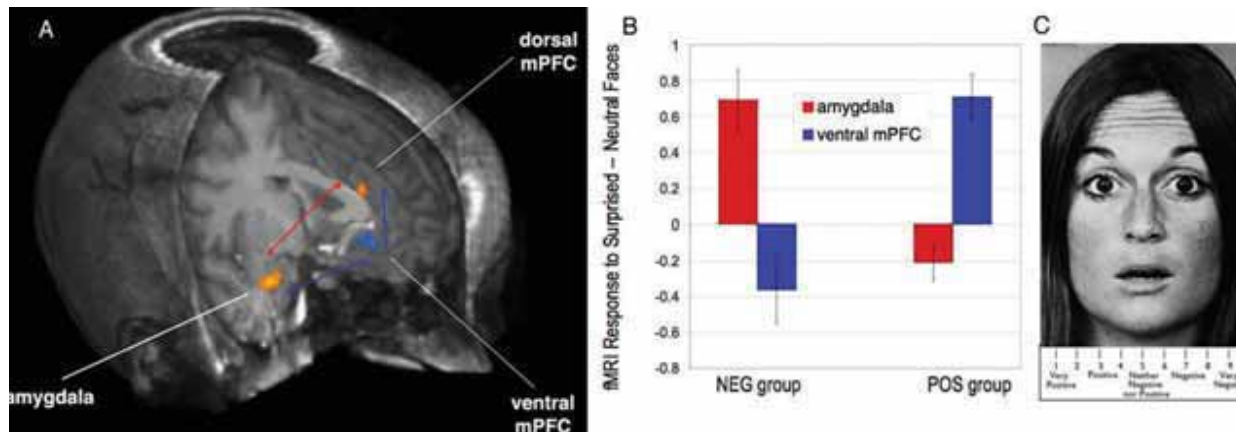 A
dorsal
mPFC
amygdala
ventral
mPFC
B
fMRI Response to Surprised – Neutral Faces
1
0.8
0.6
0.4
0.2
0
-0.2
-0.4
-0.6
-0.8
amygdala
ventral mPFC
NEG group
POS group
C
1 2 3 4 5 6 7 8 9
Very Positive Neither Negative Very
Positive Negative
nor Positive